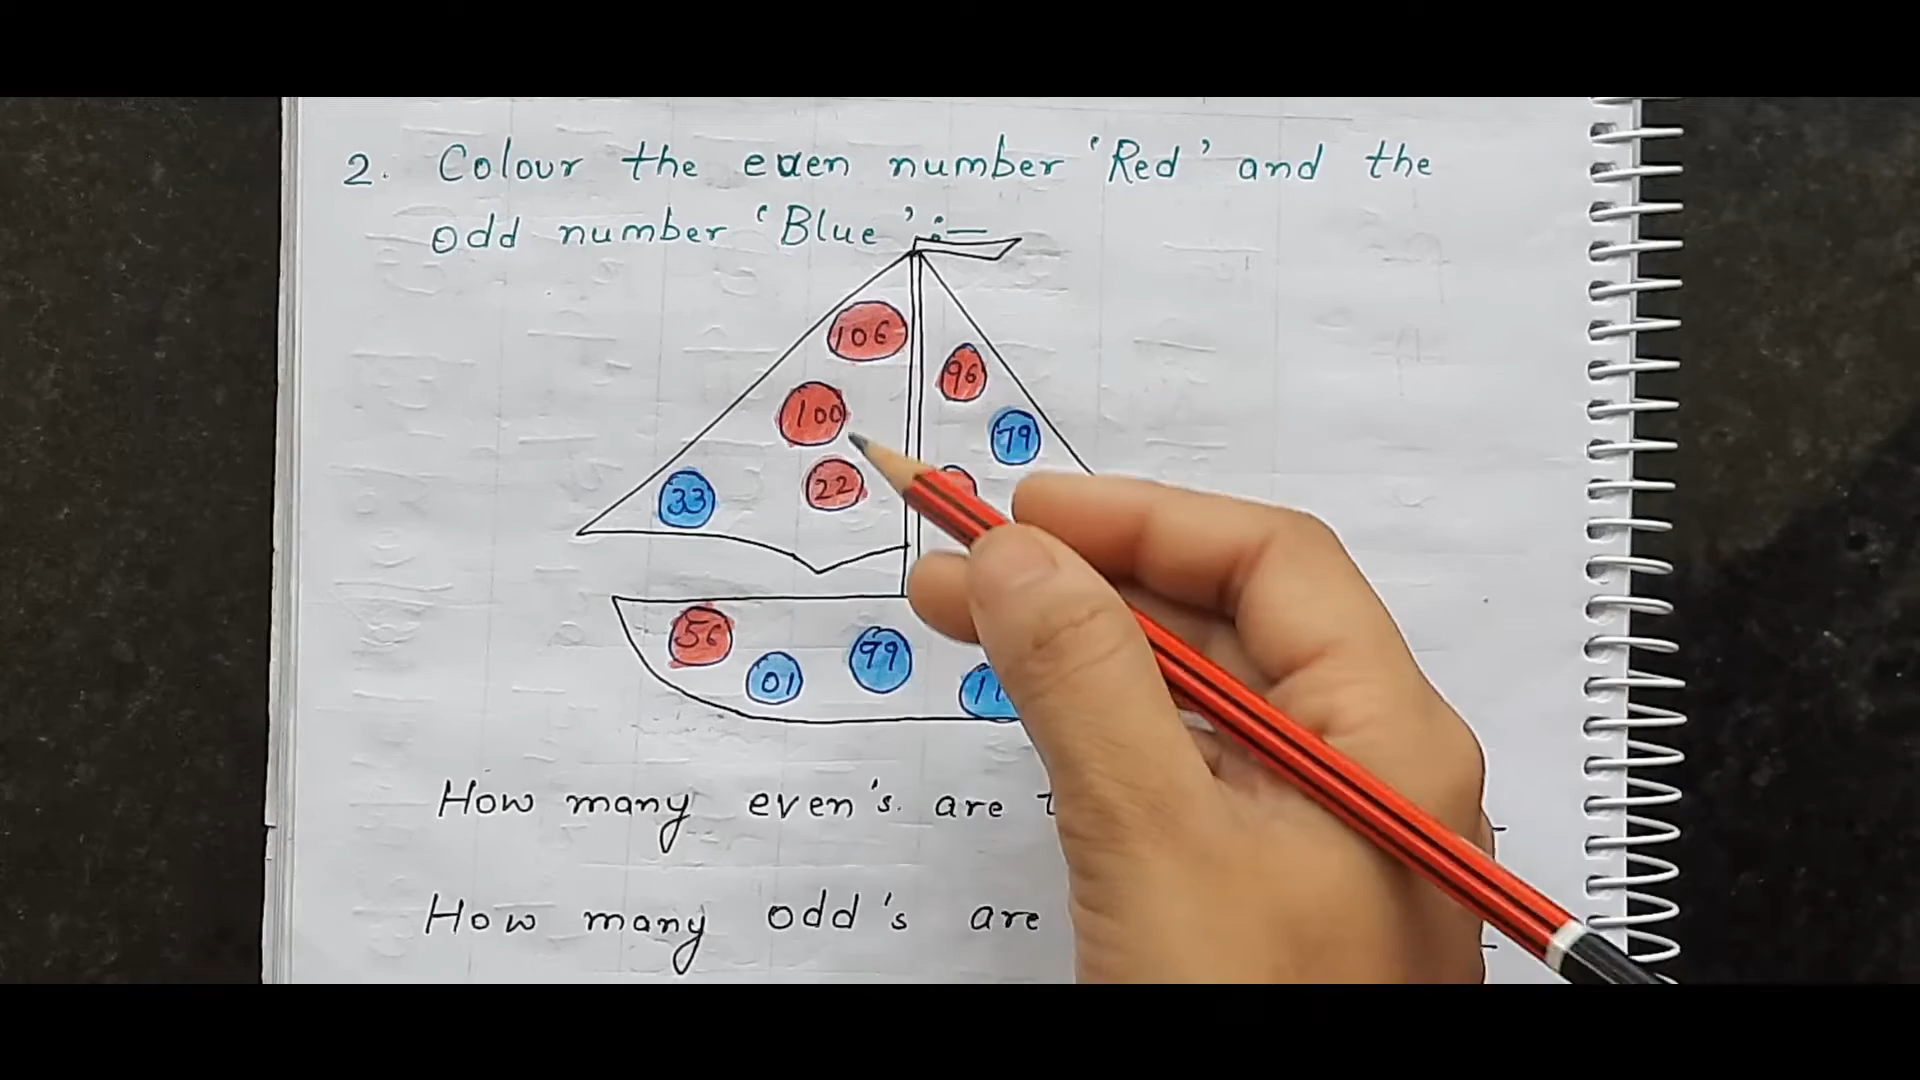 2. Colour the even number 'Red' and the
odd number 'Blue' :-
106
96
100
79
22
33
56
01
99
How many even's. are
How many odd's are